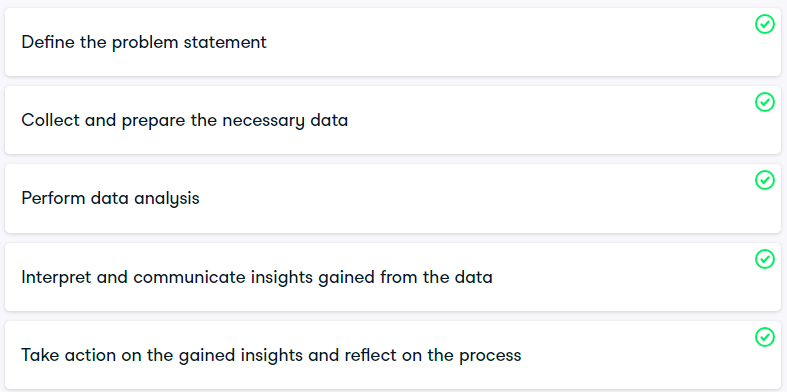 Define the problem statement
Collect and prepare the necessary data
Perform data analysis
Interpret and communicate insights gained from the data
Take action on the gained insights and reflect on the process